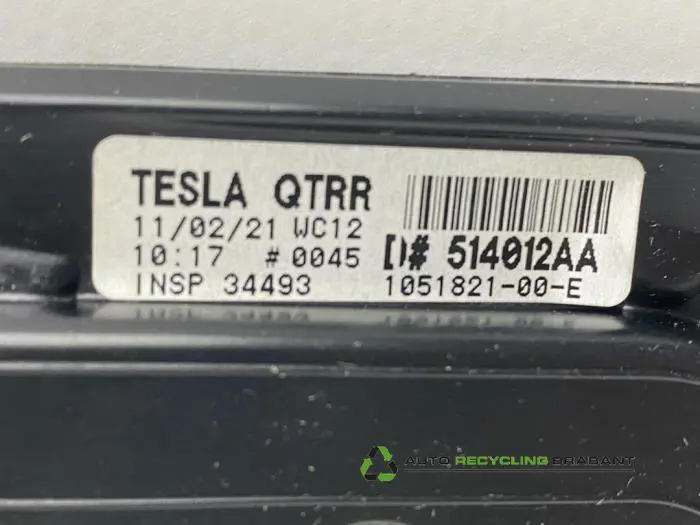 TESLA QTRR
11/02/21 WC12
10:17 #0045
INSP 34493
D# 514012AA
1051821-00-E
AUTO RECYCLING BRABANT